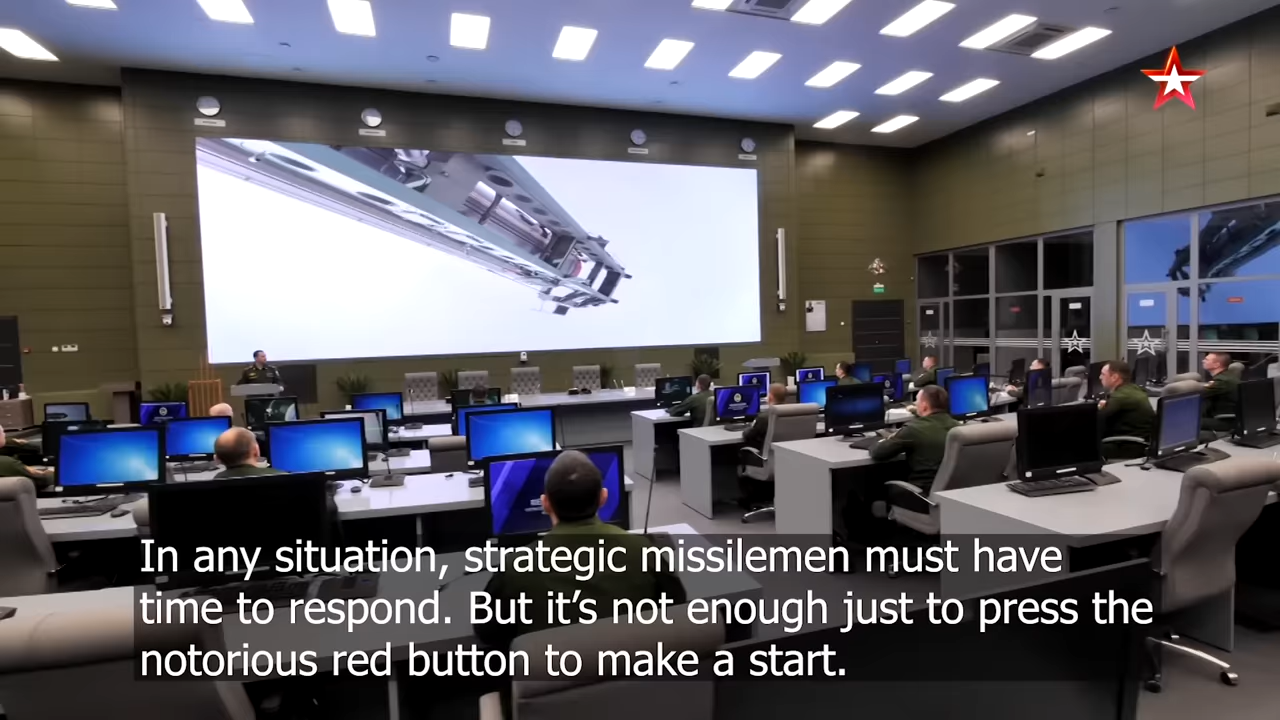 In any situation, strategic missilemen must have
time to respond. But it’s not enough just to press the
notorious red button to make a start.